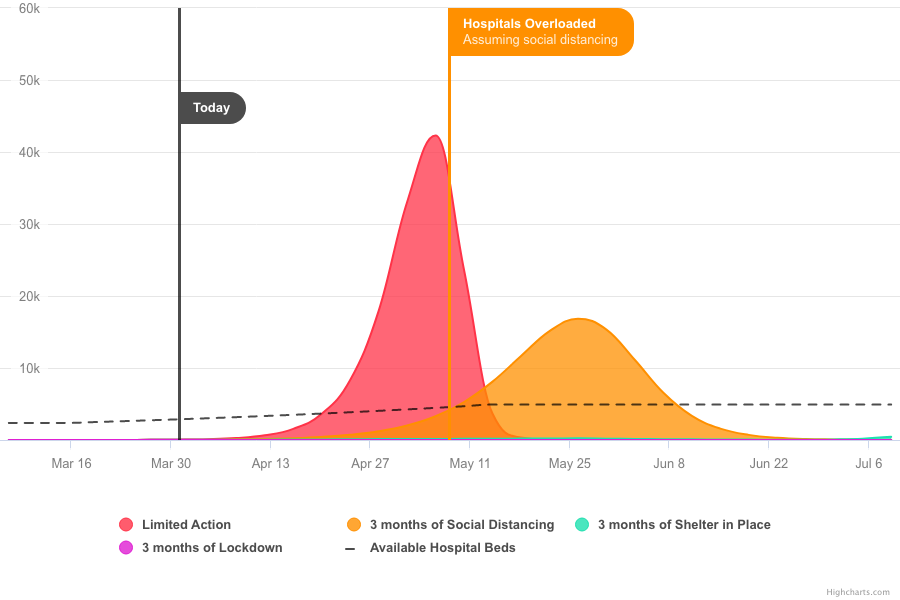 60k
Hospitals Overloaded
Assuming social distancing
50k
Today
40k
30k
20k
10k
Mar 16 Mar 30 Apr 13 Apr 27 May 11 May 25 Jun 8 Jun 22 Jul 6
Limited Action 3 months of Social Distancing 3 months of Shelter in Place
3 months of Lockdown Available Hospital Beds
Highcharts.com